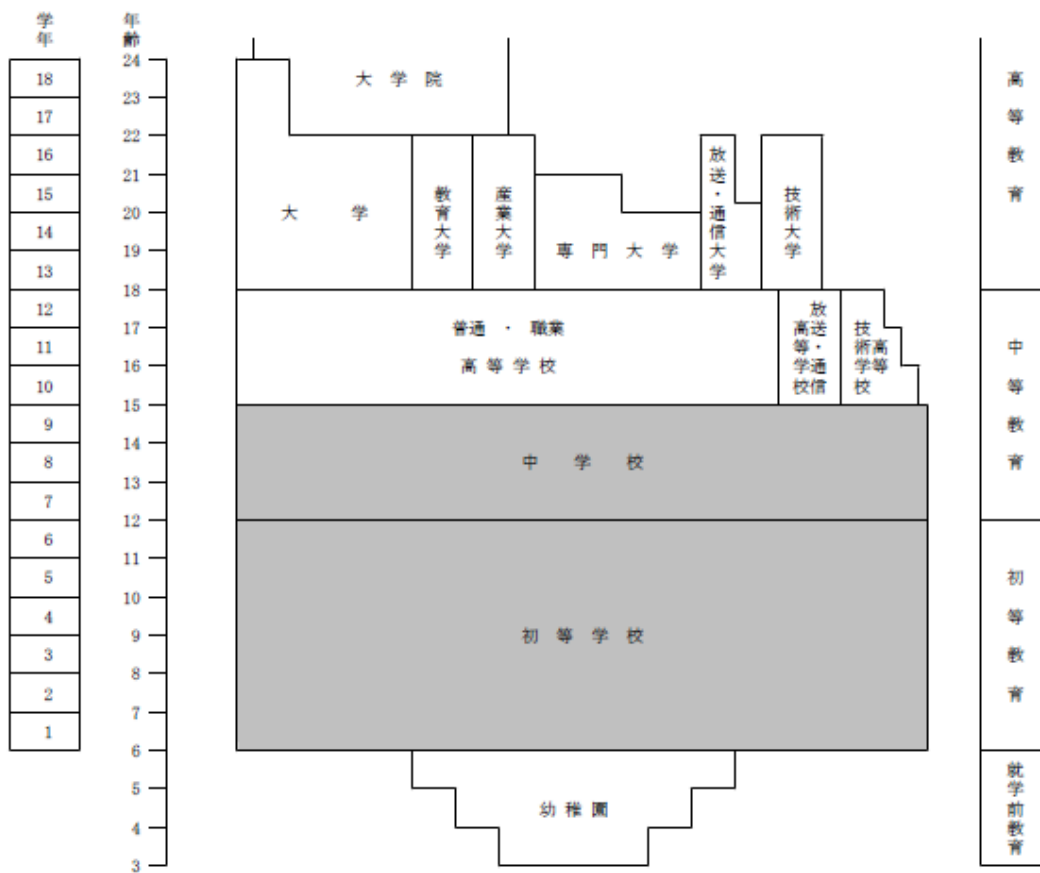 学年
年齢
24
18
23
17
22
16
21
15
20
14
19
13
18
12
17
11
16
10
15
9
14
8
13
7
12
6
11
5
10
4
9
3
8
2
7
1
6
5
4
3
大学院
大学
教育大学
産業大学
専門大学
放送・通信大学
技術大学
普通・職業
高等学校
放送・通信
高等学校
高等
技術学校
中学校
初等学校
幼稚園
高等教育
中等教育
初等教育
就学前教育